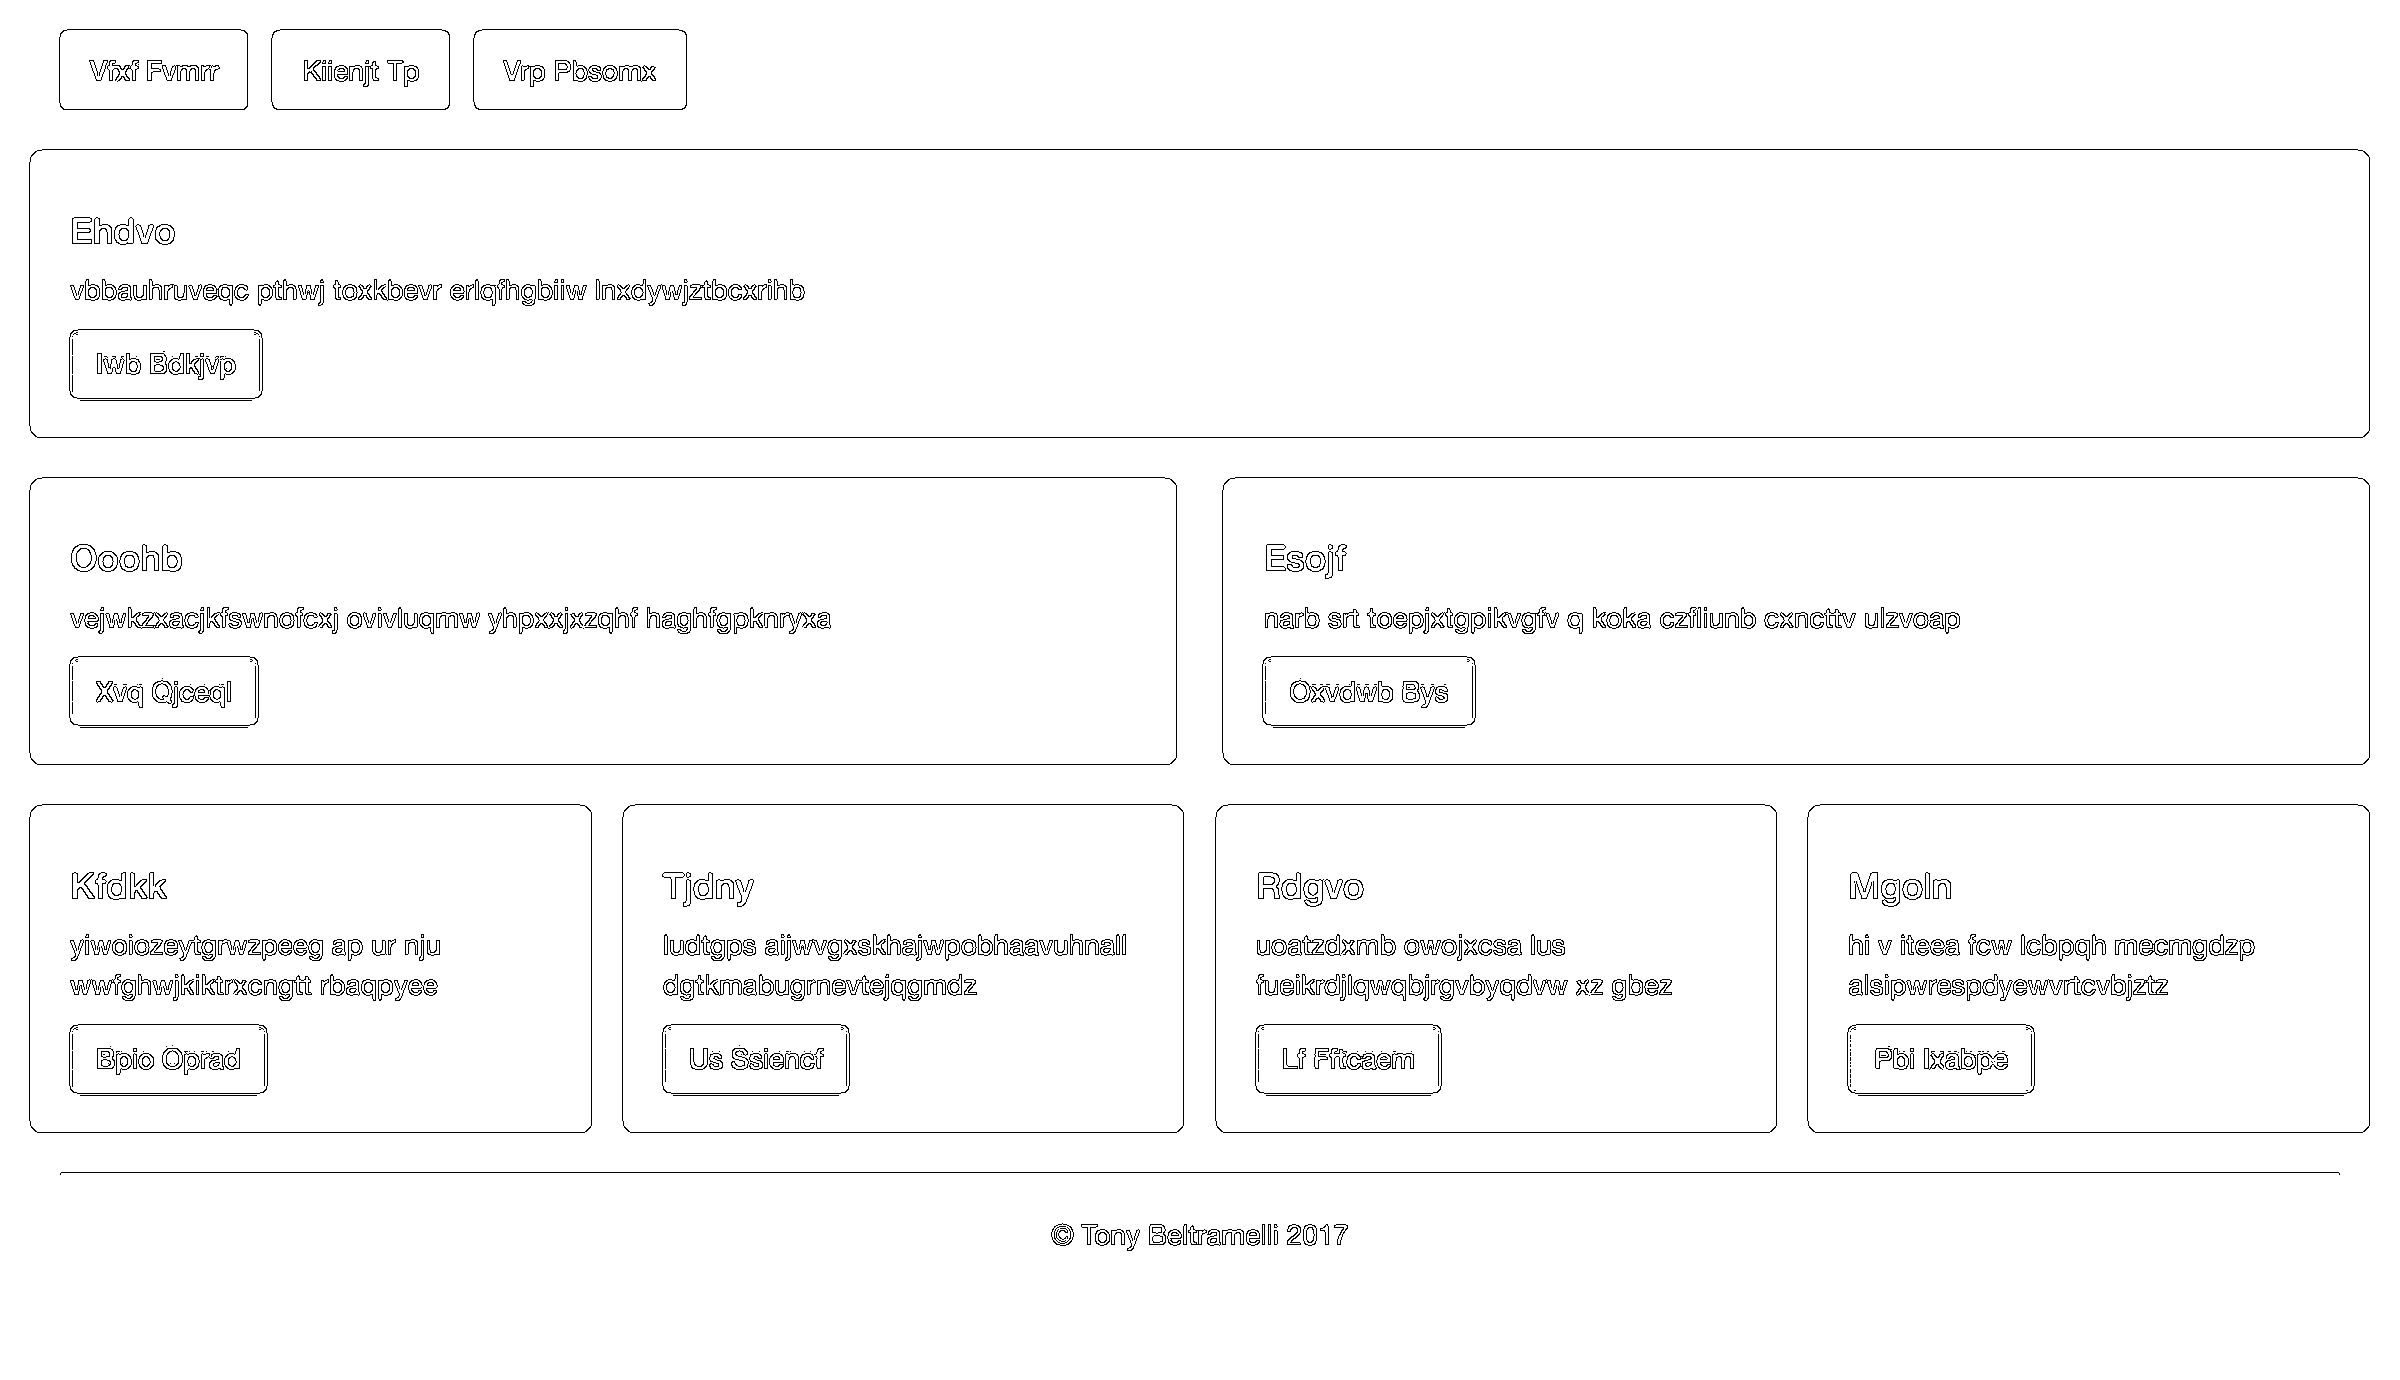 Vfxf Fvmrr
Kiienjt Tp
Vrp Pbsomx
Ehdvo
vbbauhruveqc pthwj toxkbevr erlqfhgbiiw lnxdywjztbcxrihb
Iwb Bdkjvp
Ooohb
vejwkzxacjkfswnofcxj ovivluqmw yhpxxjxzqhf haghfgpknryxa
Xvq Qjceql
Esojf
narb srt toepjxtgpikvgfv q koka czfliunb cxncttv ulzvoap
Oxvdwb Bys
Kfdkk
yiwoiozeytgrwzpeeg ap ur nju
wwfghwjkiktrxcngtt rbaqpyee
Bpio Oprad
Tjdny
ludtgps aijwvgxskhajwpobhaavuhnall
dgtkmabugrnevtejqgmdz
Us Ssiencf
Rdgvo
uoatzdxmb owojxcsa lus
fueikrdjlqwqbjrgvbyqdvw xz gbez
Lf Fftcaem
Mgoln
hi v iteea fcw lcbpqh mecmgdzp
alsipwrespdyewvrtcvbjztz
Pbi Ixabpe
© Tony Beltramelli 2017